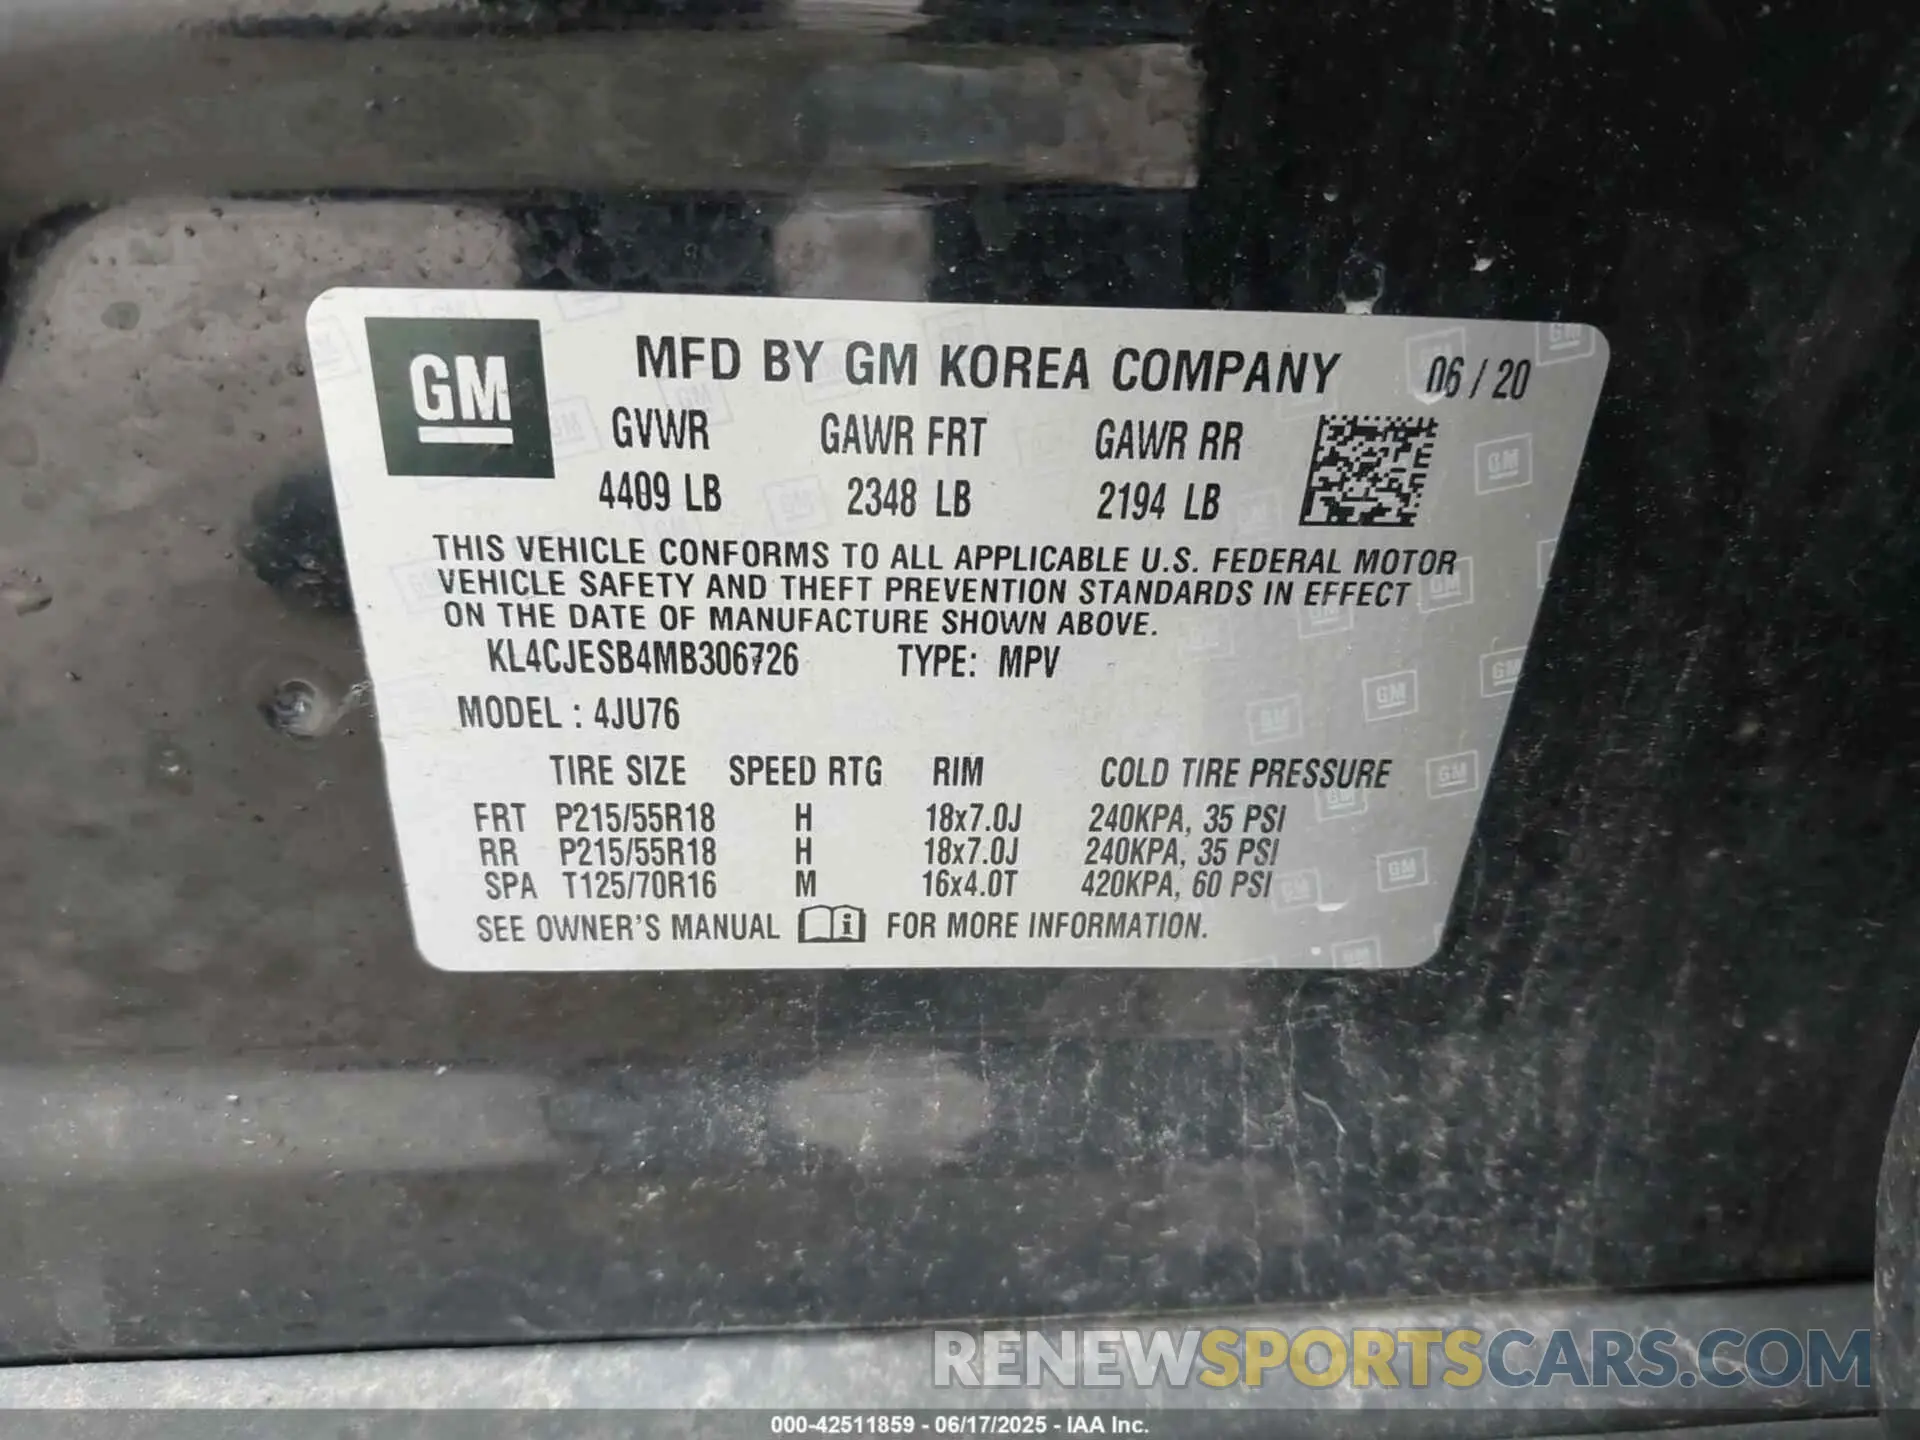 GM
MFD BY GM KOREA COMPANY 06 / 20
GVWR GAWR FRT GAWR RR
4409 LB 2348 LB 2194 LB
THIS VEHICLE CONFORMS TO ALL APPLICABLE U.S. FEDERAL MOTOR
VEHICLE SAFETY AND THEFT PREVENTION STANDARDS IN EFFECT
ON THE DATE OF MANUFACTURE SHOWN ABOVE.
KL4CJESB4MB306726 TYPE: MPV
MODEL : 4JU76
TIRE SIZE SPEED RTG RIM COLD TIRE PRESSURE
FRT P215/55R18 H 18x7.0J 240KPA, 35 PSI
RR P215/55R18 H 18x7.0J 240KPA, 35 PSI
SPA T125/70R16 M 16x4.0T 420KPA, 60 PSI
SEE OWNER'S MANUAL i FOR MORE INFORMATION.
RENEWSPORTSCARS.COM
000-42511859 - 06/17/2025 - IAA Inc.